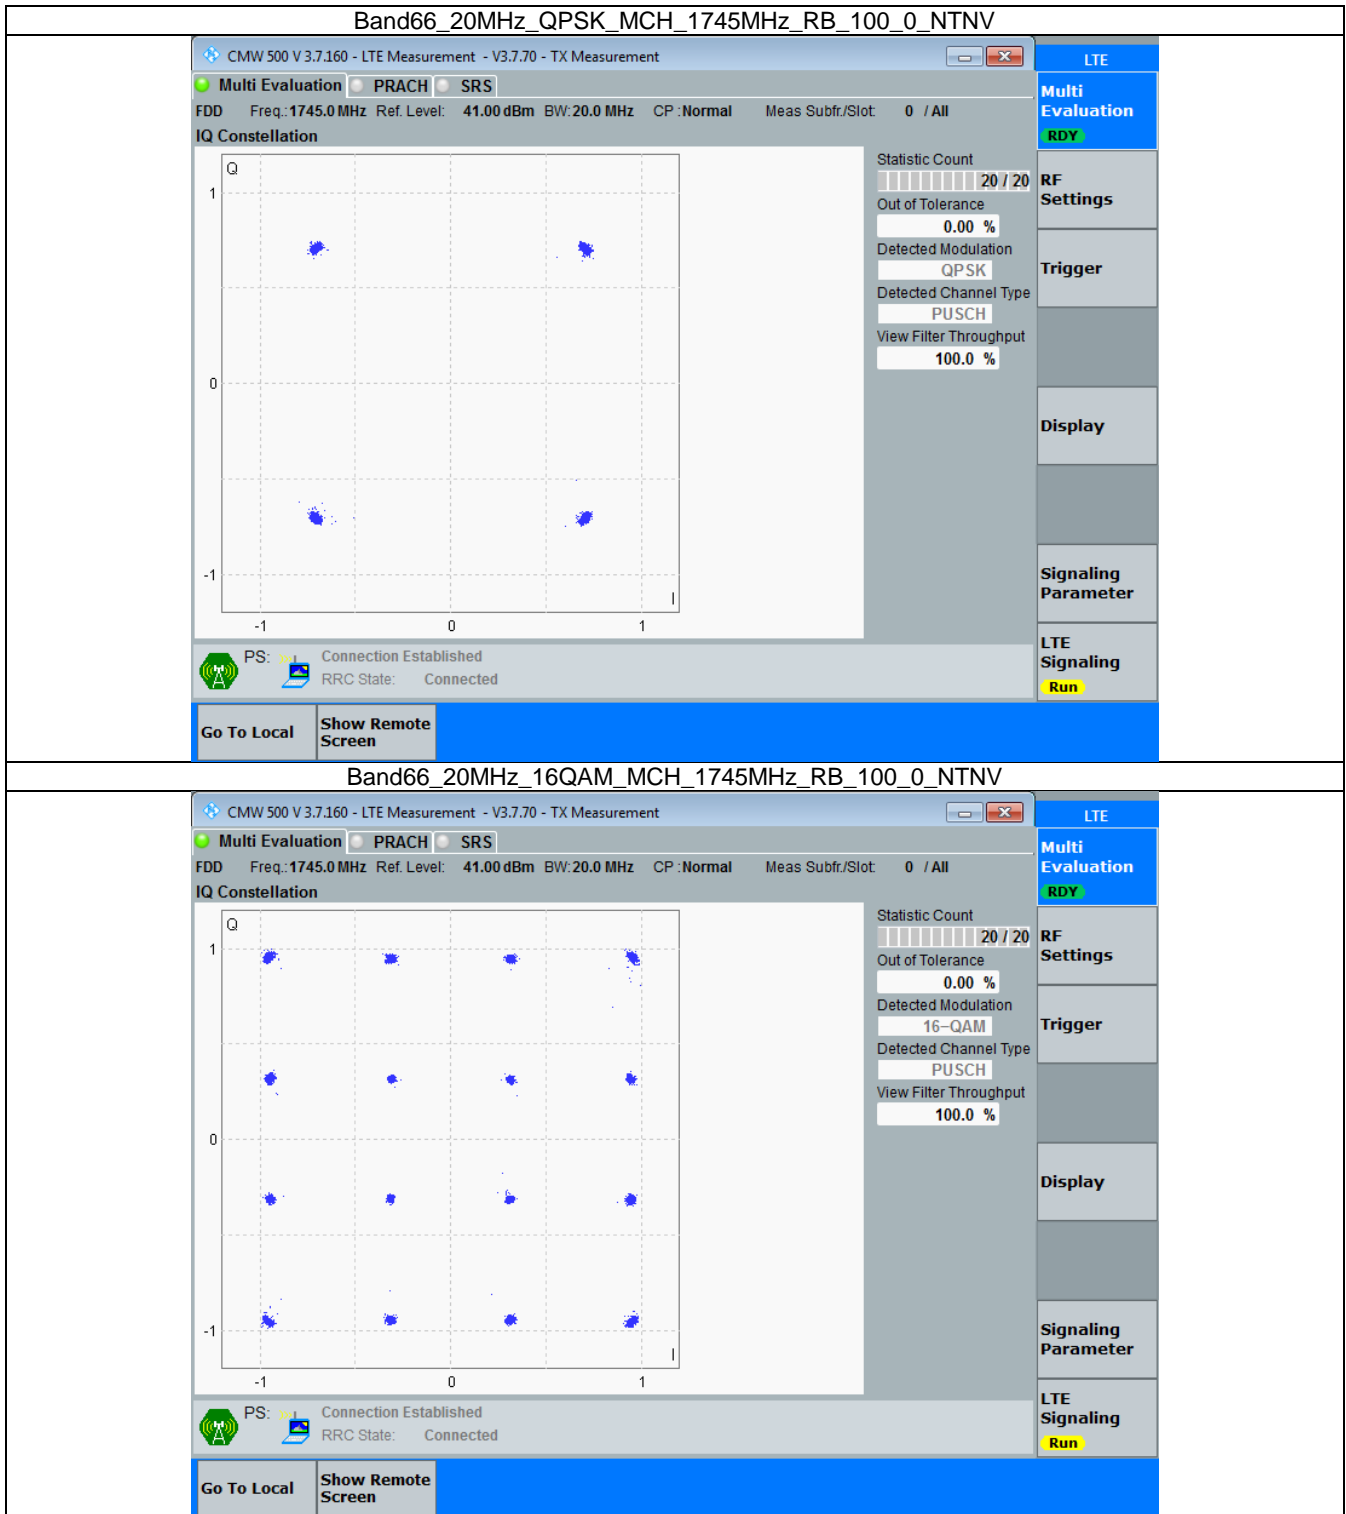 Band66_20MHz_QPSK_MCH_1745MHz_RB_100_0_NTNV
CMW 500 V 3.7.160 - LTE Measurement - V3.7.70 - TX Measurement
LTE
Multi Evaluation PRACH SRS
Multi
Evaluation
RDY
FDD Freq.:1745.0 MHz Ref. Level: 41.00 dBm BW:20.0 MHz CP :Normal Meas Subfr./Slot: 0 / All
IQ Constellation
Q
1
0
-1
I
-1 0 1
Statistic Count
20 / 20
Out of Tolerance
0.00 %
Detected Modulation
QPSK
Detected Channel Type
PUSCH
View Filter Throughput
100.0 %
RF
Settings
Trigger
Display
Signaling
Parameter
LTE
Signaling
Run
PS: Connection Established
RRC State: Connected
Go To Local
Show Remote
Screen
Band66_20MHz_16QAM_MCH_1745MHz_RB_100_0_NTNV
CMW 500 V 3.7.160 - LTE Measurement - V3.7.70 - TX Measurement
LTE
Multi Evaluation PRACH SRS
Multi
Evaluation
RDY
FDD Freq.:1745.0 MHz Ref. Level: 41.00 dBm BW:20.0 MHz CP :Normal Meas Subfr./Slot: 0 / All
IQ Constellation
Q
1
0
-1
I
-1 0 1
Statistic Count
20 / 20
Out of Tolerance
0.00 %
Detected Modulation
16-QAM
Detected Channel Type
PUSCH
View Filter Throughput
100.0 %
RF
Settings
Trigger
Display
Signaling
Parameter
LTE
Signaling
Run
PS: Connection Established
RRC State: Connected
Go To Local
Show Remote
Screen